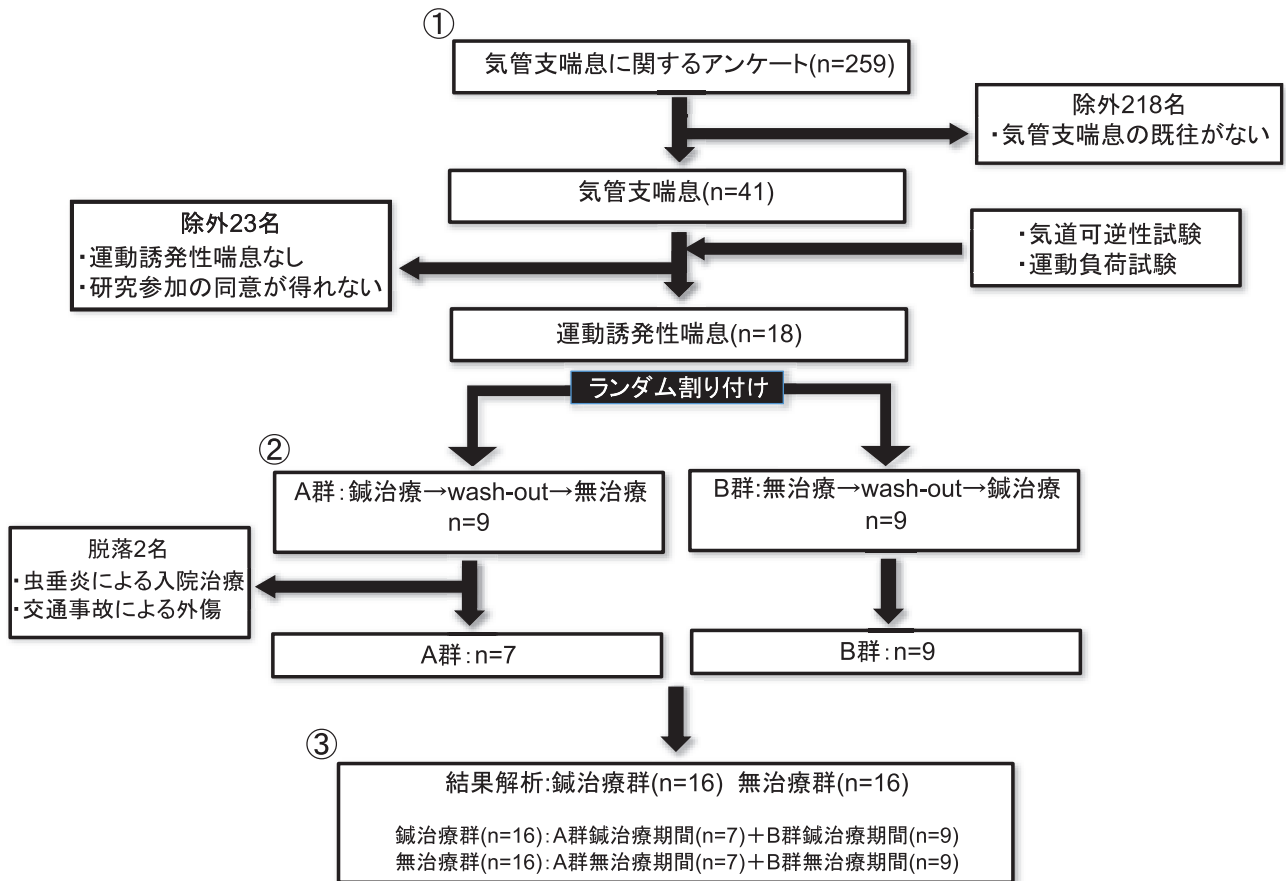 ①
気管支喘息に関するアンケート(n=259)
除外218名
・気管支喘息の既往がない
気管支喘息(n=41)
除外23名
・運動誘発性喘息なし
・研究参加の同意が得れない
・気道可逆性試験
・運動負荷試験
運動誘発性喘息(n=18)
ランダム割り付け
②
A群：鍼治療→wash-out→無治療
n=9
B群:無治療→wash-out→鍼治療
n=9
脱落2名
・虫垂炎による入院治療
・交通事故による外傷
A群：n=7
B群：n=9
③
結果解析:鍼治療群(n=16) 無治療群(n=16)
鍼治療群(n=16)：A群鍼治療期間(n=7)＋B群鍼治療期間(n=9)
無治療群(n=16)：A群無治療期間(n=7)＋B群無治療期間(n=9)